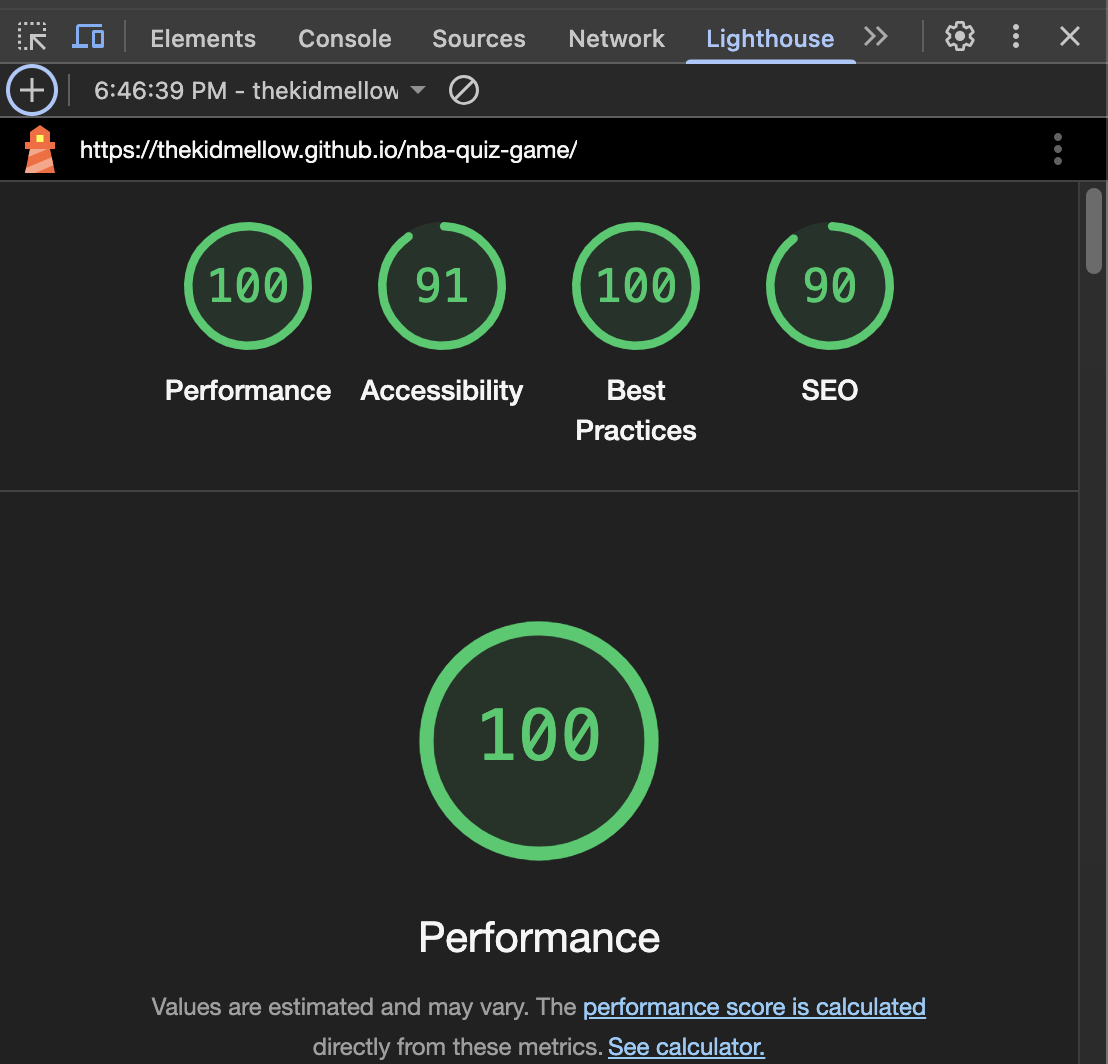 Elements Console Sources Network Lighthouse
6:46:39 PM - thekidmellow
https://thekidmellow.github.io/nba-quiz-game/
100 91 100 90
Performance Accessibility Best Practices SEO
100
Performance
Values are estimated and may vary. The performance score is calculated
directly from these metrics. See calculator.